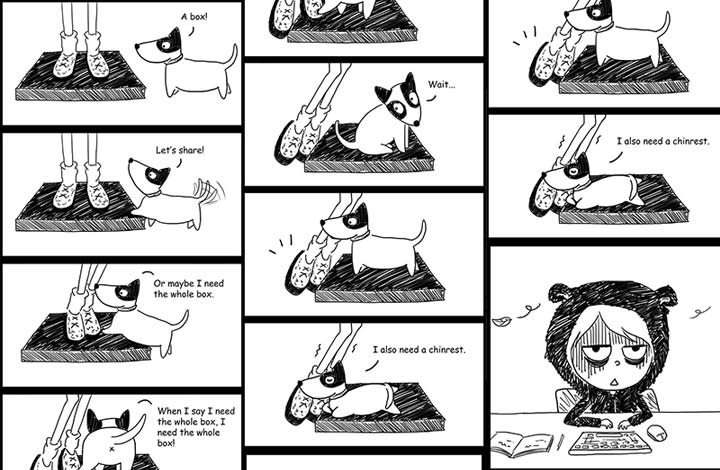 A box!
Let's share!
Or maybe I need
the whole box.
When I say I need
the whole box, I
need the whole
box!
Wait...
I also need a chinrest.
I also need a chinrest.